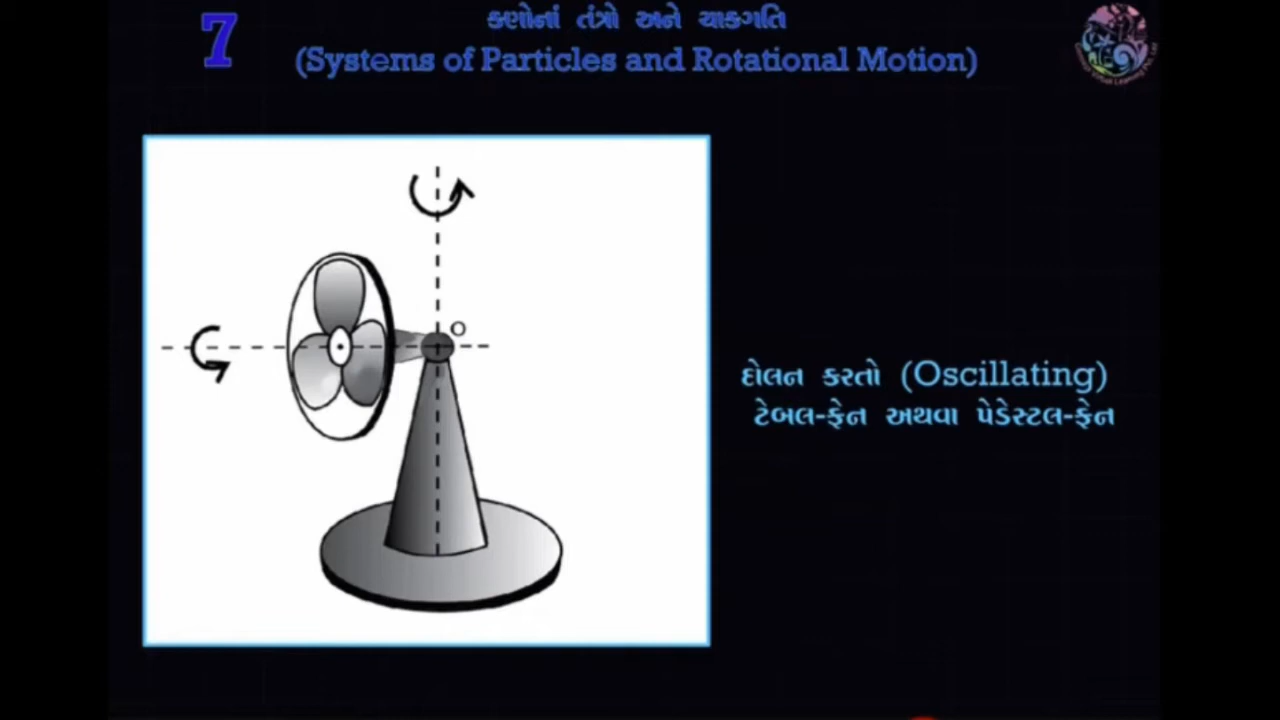 7
કણોનાં તંત્રો અને ચાકગતિ
(Systems of Particles and Rotational Motion)
O
દોલન કરતો (Oscillating)
ટેબલ-ફેન અથવા પેડેસ્ટલ-ફેન